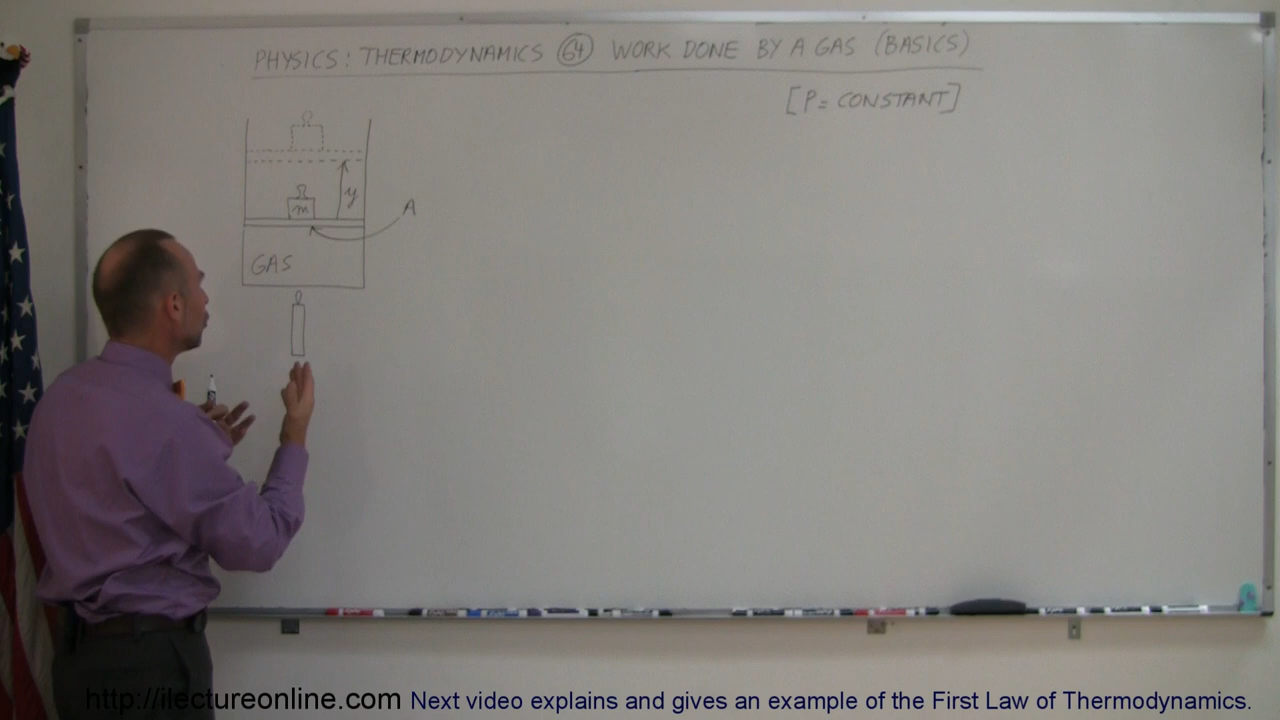 PHYSICS: THERMODYNAMICS 64 WORK DONE BY A GAS (BASICS)
[P = CONSTANT]
y
m
A
GAS
http://ilectureonline.com Next video explains and gives an example of the First Law of Thermodynamics.